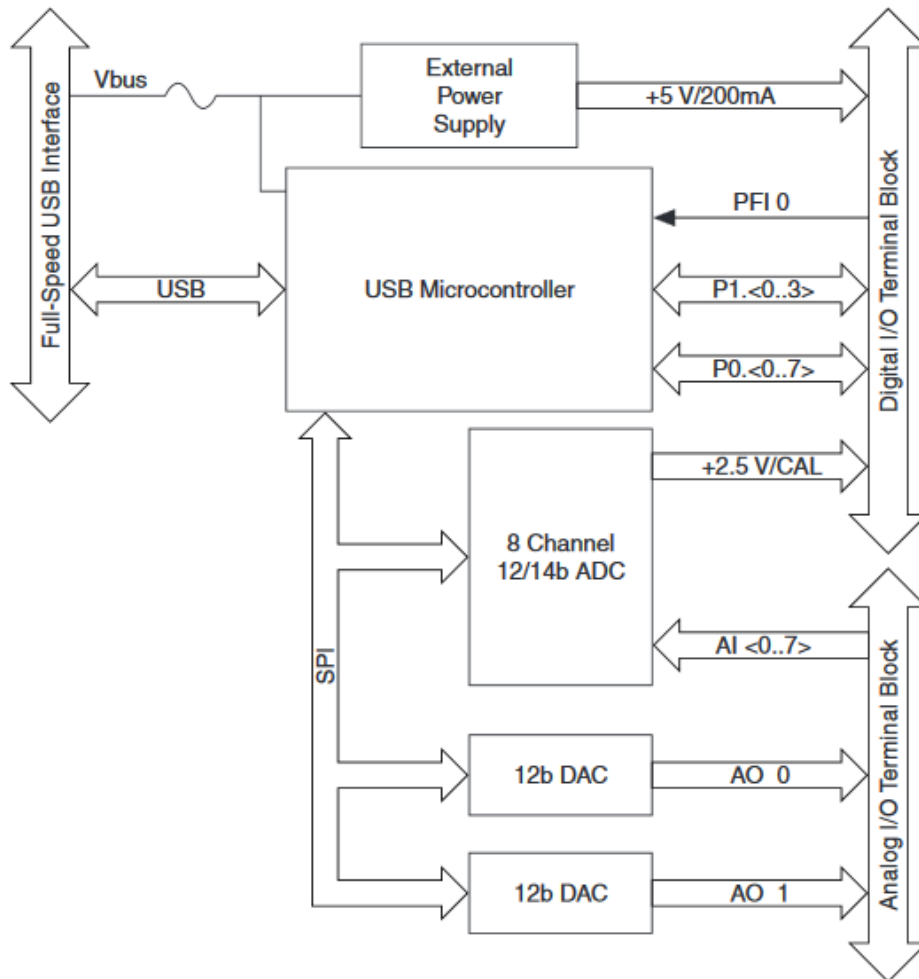 Vbus
External
Power
Supply
+5 V/200mA
Full-Speed USB Interface
USB
USB Microcontroller
PFI 0
P1.<0..3>
P0.<0..7>
Digital I/O Terminal Block
+2.5 V/CAL
8 Channel
12/14b ADC
AI <0..7>
SPI
12b DAC
AO 0
12b DAC
AO 1
Analog I/O Terminal Block